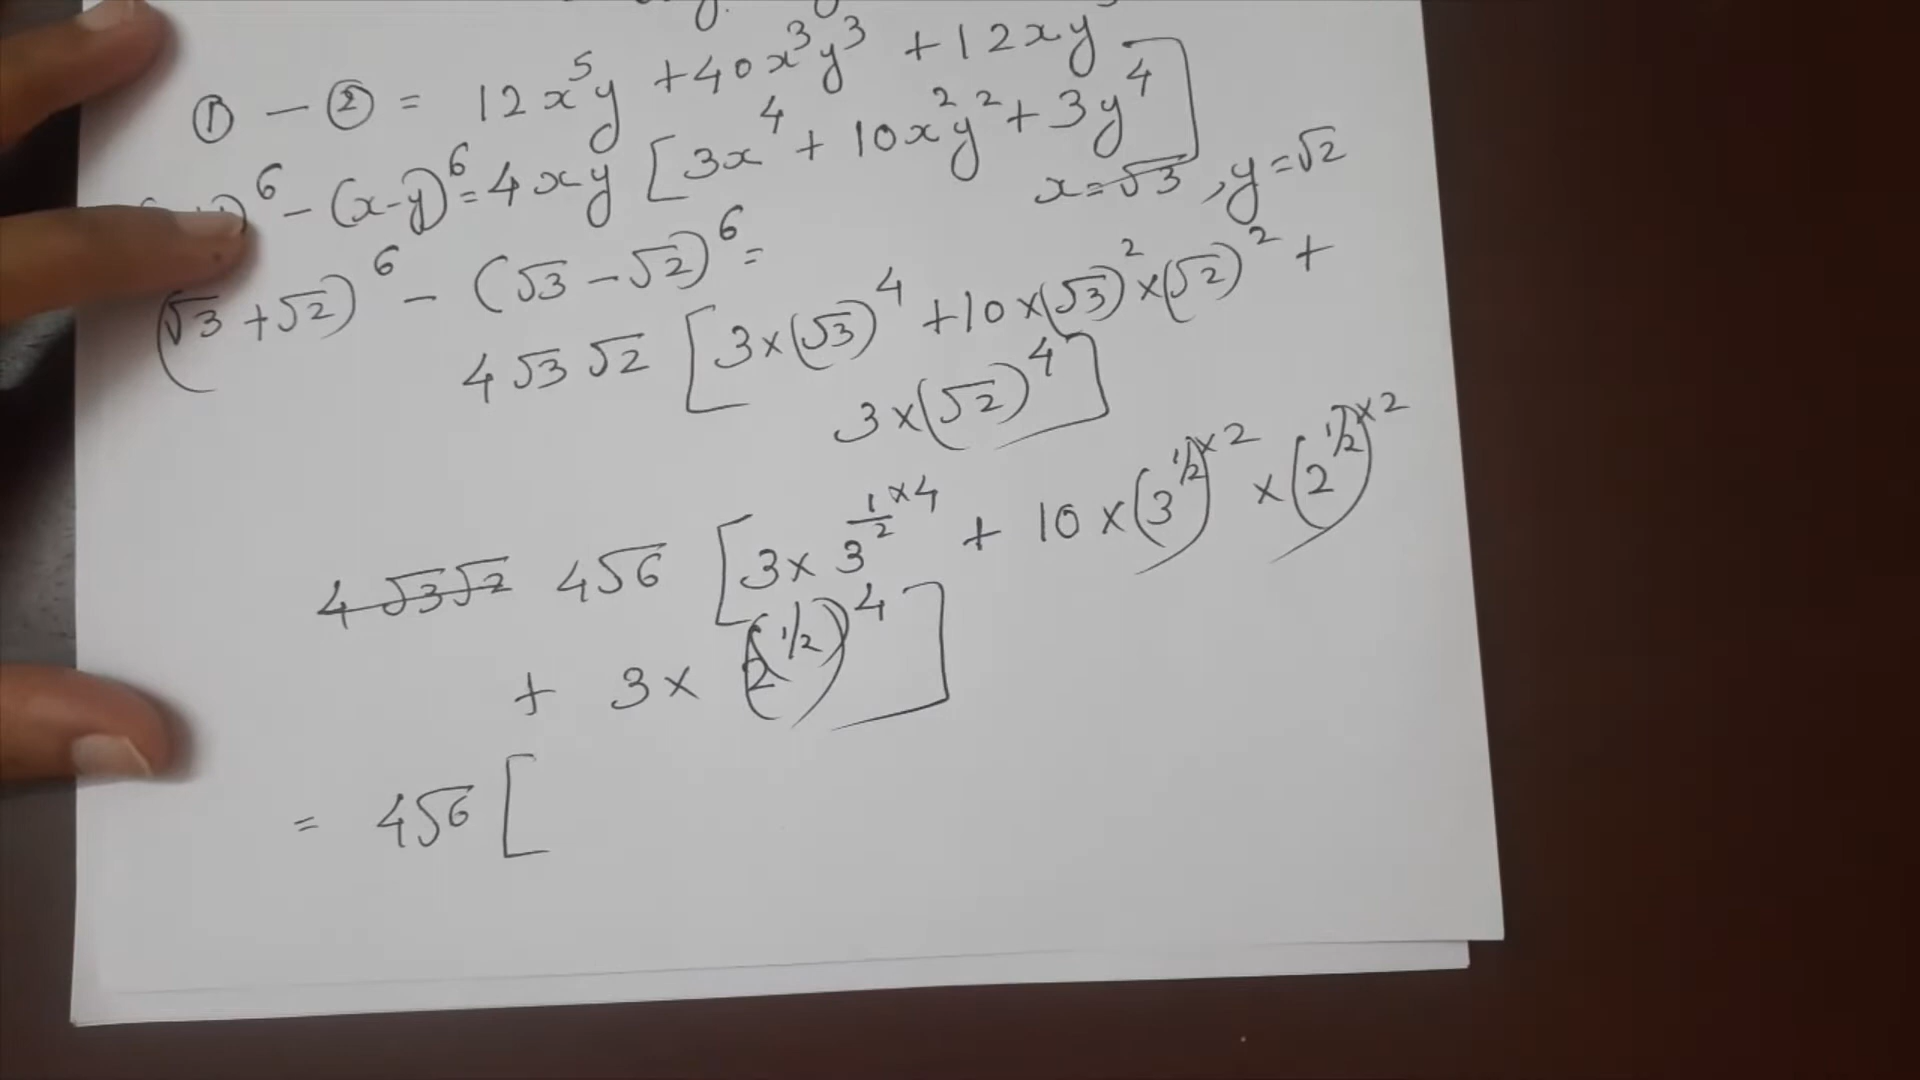 ① - ② = 12x⁵y + 40x³y³ + 12xy
⁶ - (x-y)⁶ = 4xy [3x⁴ + 10x²y² + 3y⁴]
x=√3, y=√2
(√3 + √2)⁶ - (√3 - √2)⁶ =
4√3 √2 [3×(√3)⁴ + 10×(√3)²×(√2)² +
3×(√2)⁴]
4√3√2 4√6 [3× 3^(1/2 ×4) + 10×(3^(1/2))^(×2) × (2^(1/2))^(×2)
+ 3× (2^(1/2))⁴]
= 4√6 [